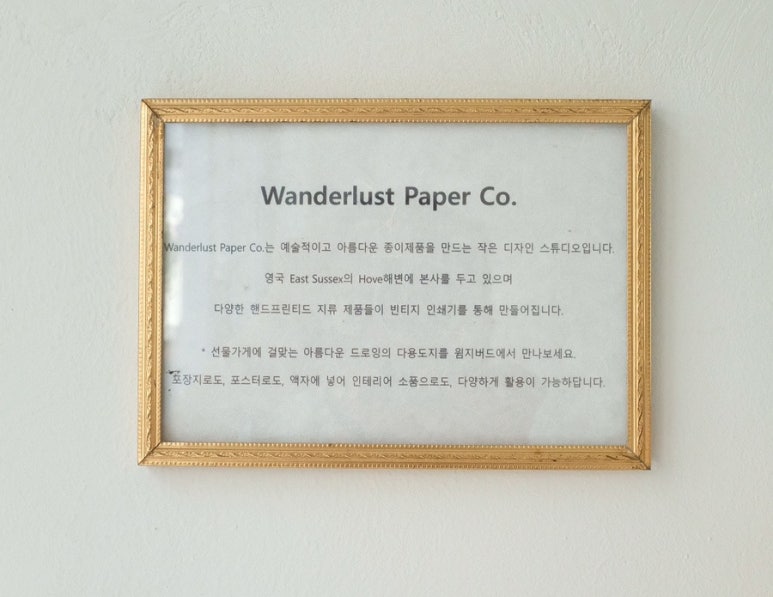 Wanderlust Paper Co.
Wanderlust Paper Co.는 예술적이고 아름다운 종이제품을 만드는 작은 디자인 스튜디오입니다.
영국 East Sussex의 Hove해변에 본사를 두고 있으며
다양한 핸드프린티드 지류 제품들이 빈티지 인쇄기를 통해 만들어집니다.
* 선물가게에 걸맞는 아름다운 드로잉의 다용도지를 웜지버드에서 만나보세요.
포장지로도, 포스터로도, 액자에 넣어 인테리어 소품으로도, 다양하게 활용이 가능하답니다.